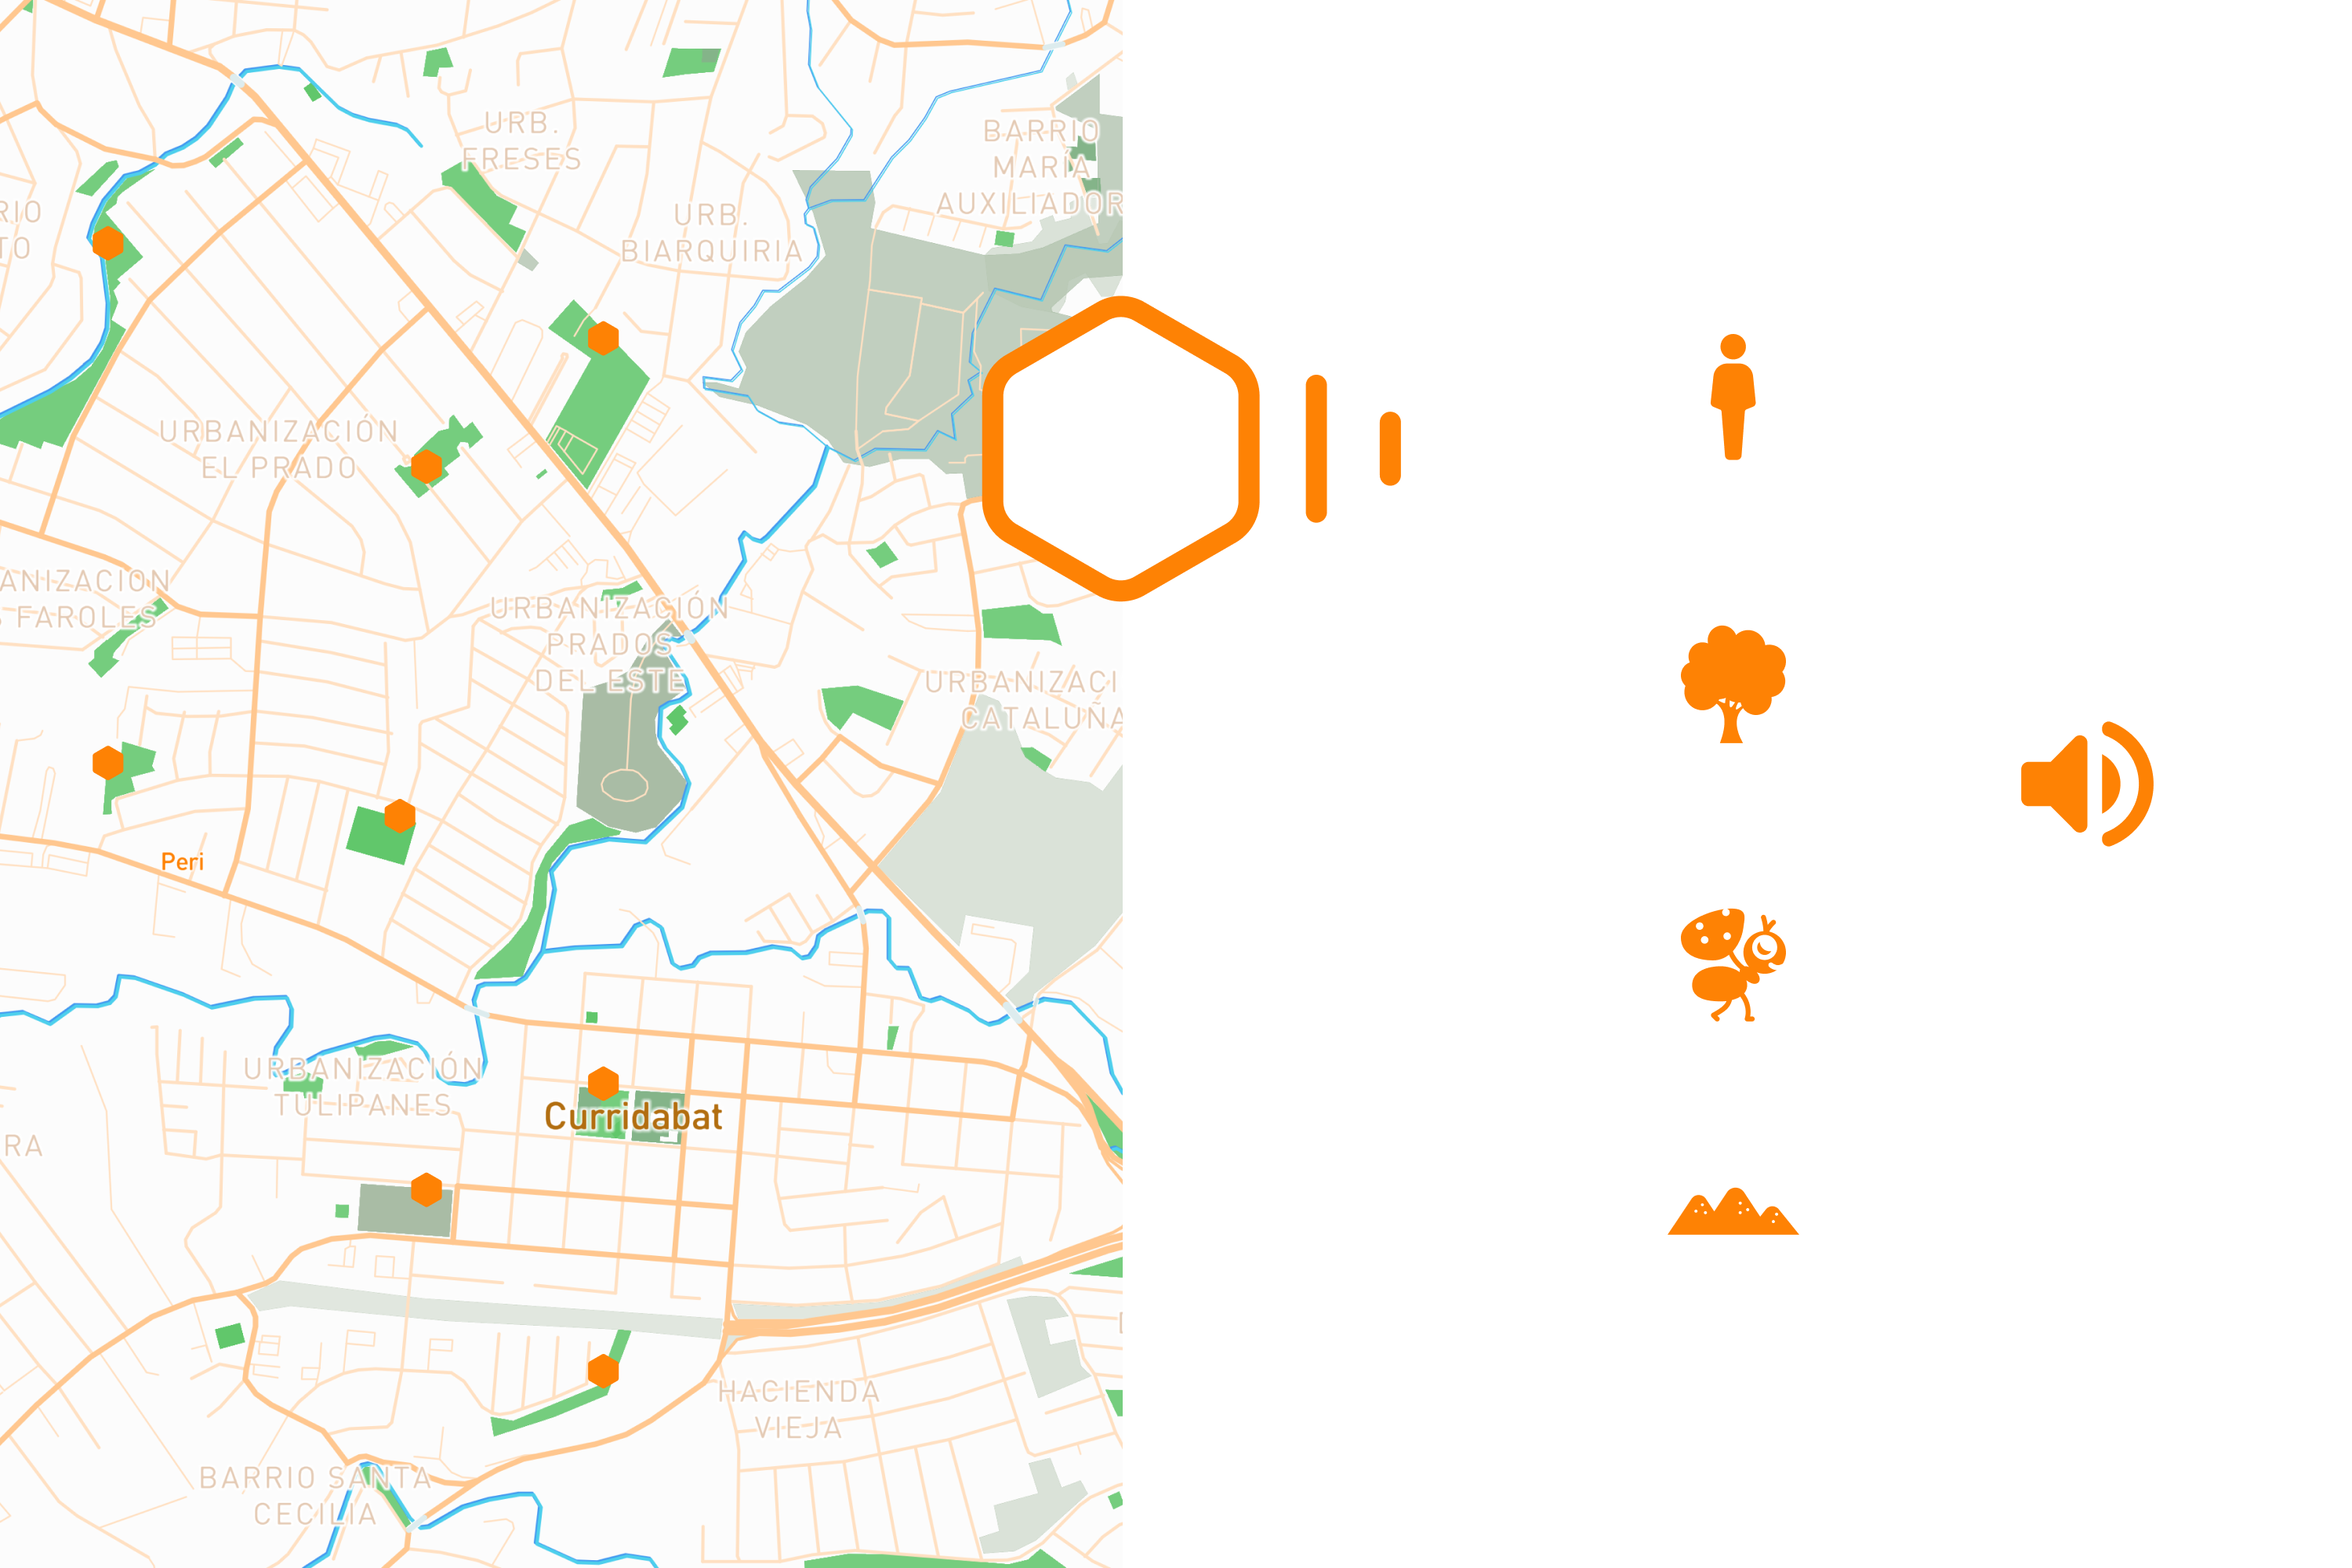 URB.
FRESES
BARRIO
MARÍA
AUXILIADOR
RIO
TO
URB.
BIARQUIRIA
URBANIZACIÓN
EL PRADO
ANIZACION
FAROLES
URBANIZACIÓN
PRADOS
DEL ESTE
URBANIZACI
CATALUÑA
Peri
URBANIZACIÓN
TULIPANES
Curridabat
RA
HACIENDA
VIEJA
BARRIO SANTA
CECILIA